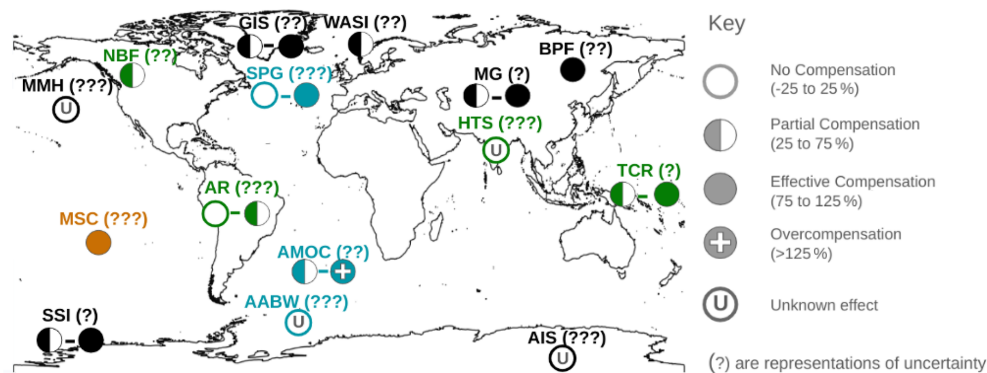 GIS (??)
WASI (??)
NBF (??)
BPF (??)
SPG (???)
MG (?)
MMH (???)
U
HTS (???)
U
TCR (?)
AR (???)
MSC (???)
AMOC (??)
AABW (???)
U
SSI (?)
AIS (???)
U
Key
No Compensation
(-25 to 25 %)
Partial Compensation
(25 to 75 %)
Effective Compensation
(75 to 125 %)
Overcompensation
(>125 %)
U
Unknown effect
(?) are representations of uncertainty